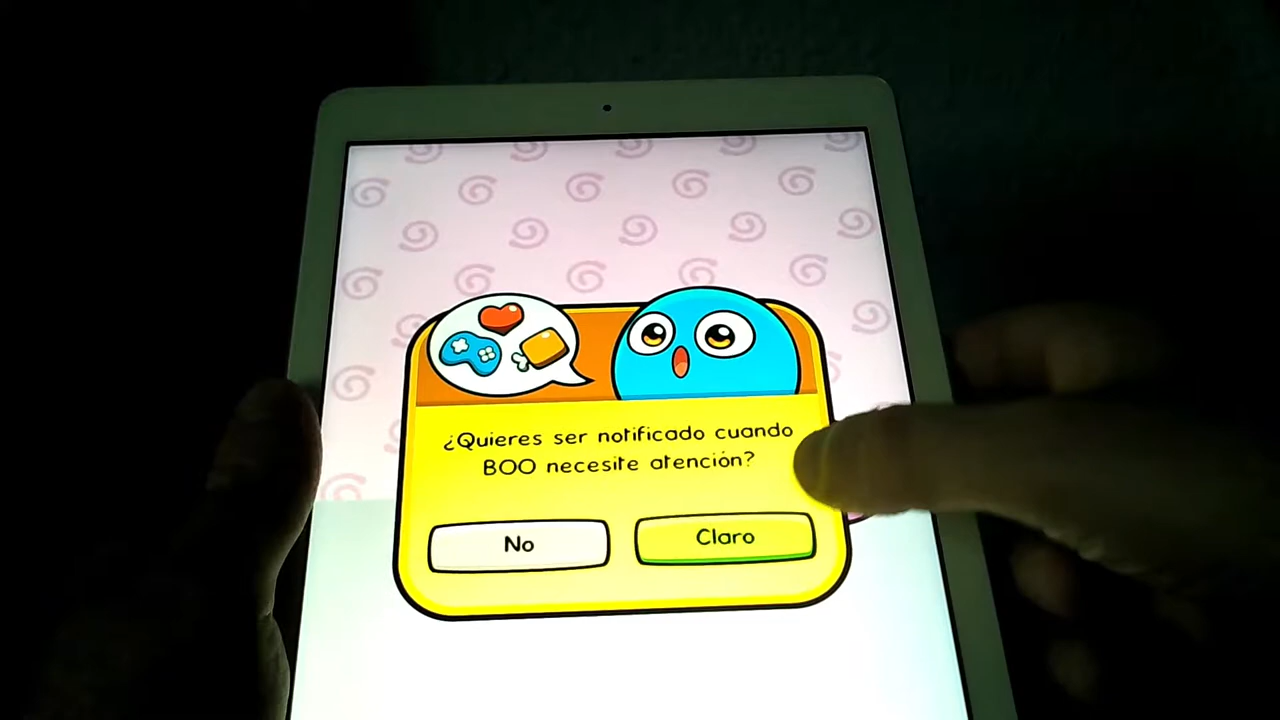 ¿Quieres ser notificado cuando
BOO necesite atención?
No
Claro